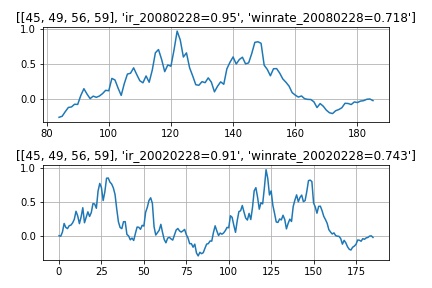 [[45, 49, 56, 59], 'ir_20080228=0.95', 'winrate_20080228=0.718']
1.0
0.5
0.0
80 100 120 140 160 180
[[45, 49, 56, 59], 'ir_20020228=0.91', 'winrate_20020228=0.743']
1.0
0.5
0.0
0 25 50 75 100 125 150 175